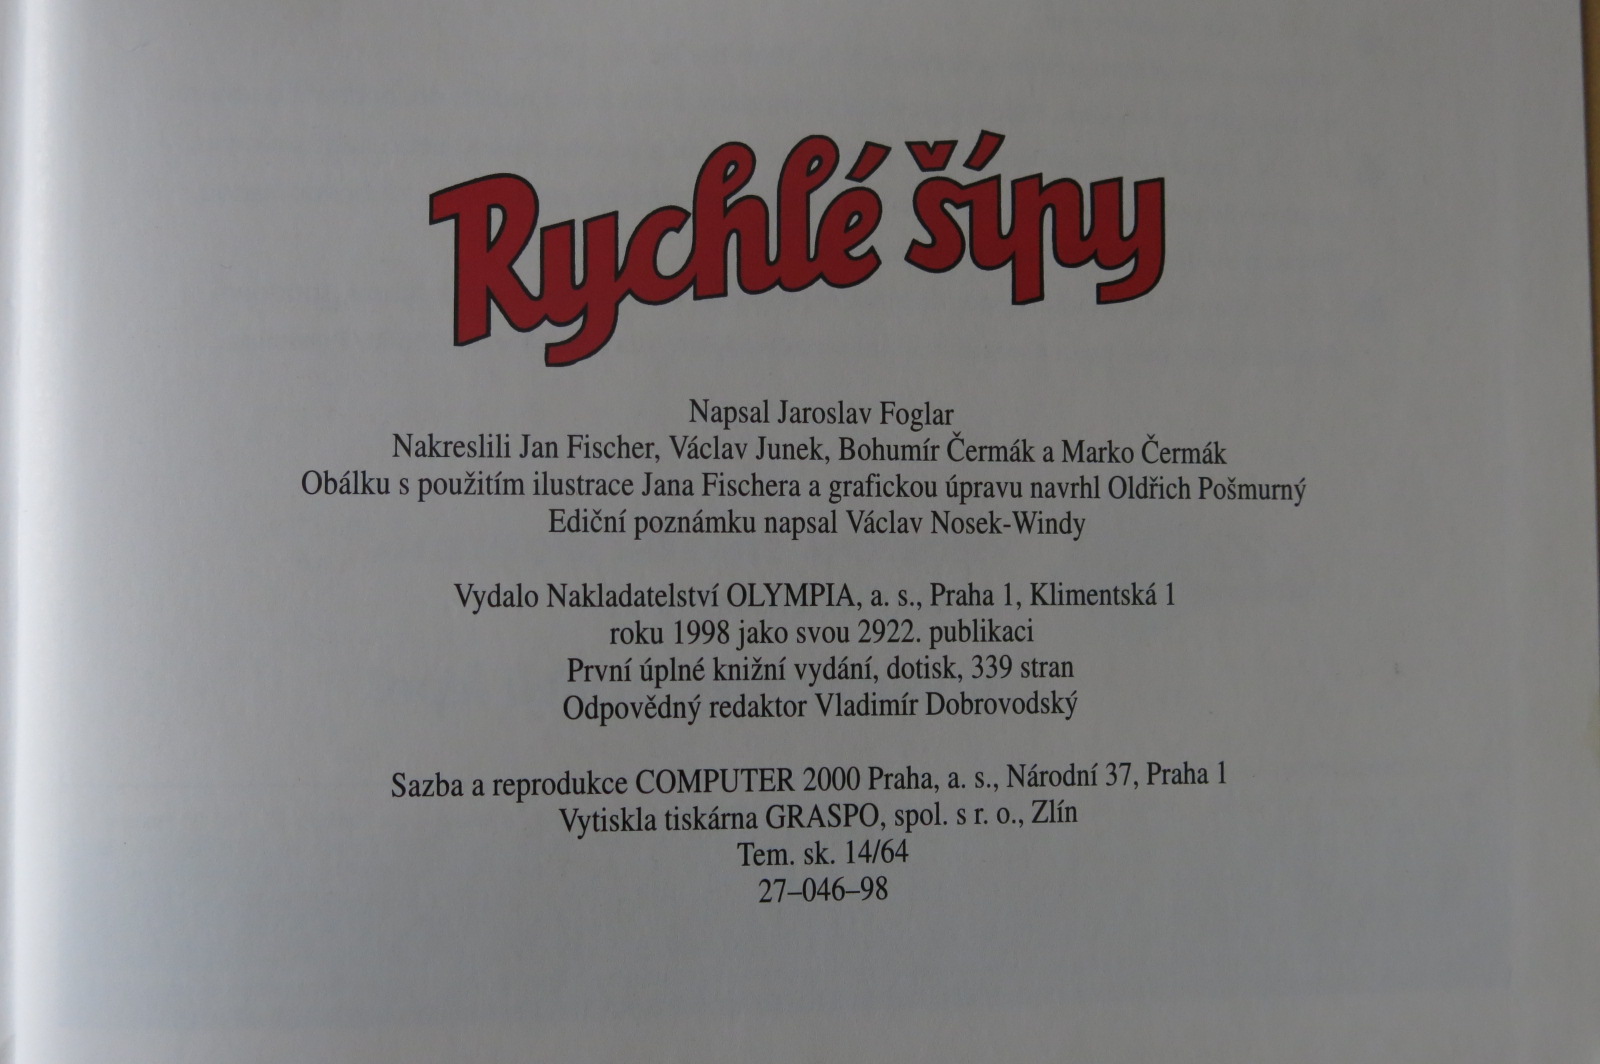 Rychlé šípy
Napsal Jaroslav Foglar
Nakreslili Jan Fischer, Václav Junek, Bohumír Čermák a Marko Čermák
Obálku s použitím ilustrace Jana Fischera a grafickou úpravu navrhl Oldřich Pošmurný
Ediční poznámku napsal Václav Nosek-Windy
Vydalo Nakladatelství OLYMPIA, a. s., Praha 1, Klimentská 1
roku 1998 jako svou 2922. publikaci
První úplné knižní vydání, dotisk, 339 stran
Odpovědný redaktor Vladimír Dobrovodský
Sazba a reprodukce COMPUTER 2000 Praha, a. s., Národní 37, Praha 1
Vytiskla tiskárna GRASPO, spol. s r. o., Zlín
Tem. sk. 14/64
27–046–98